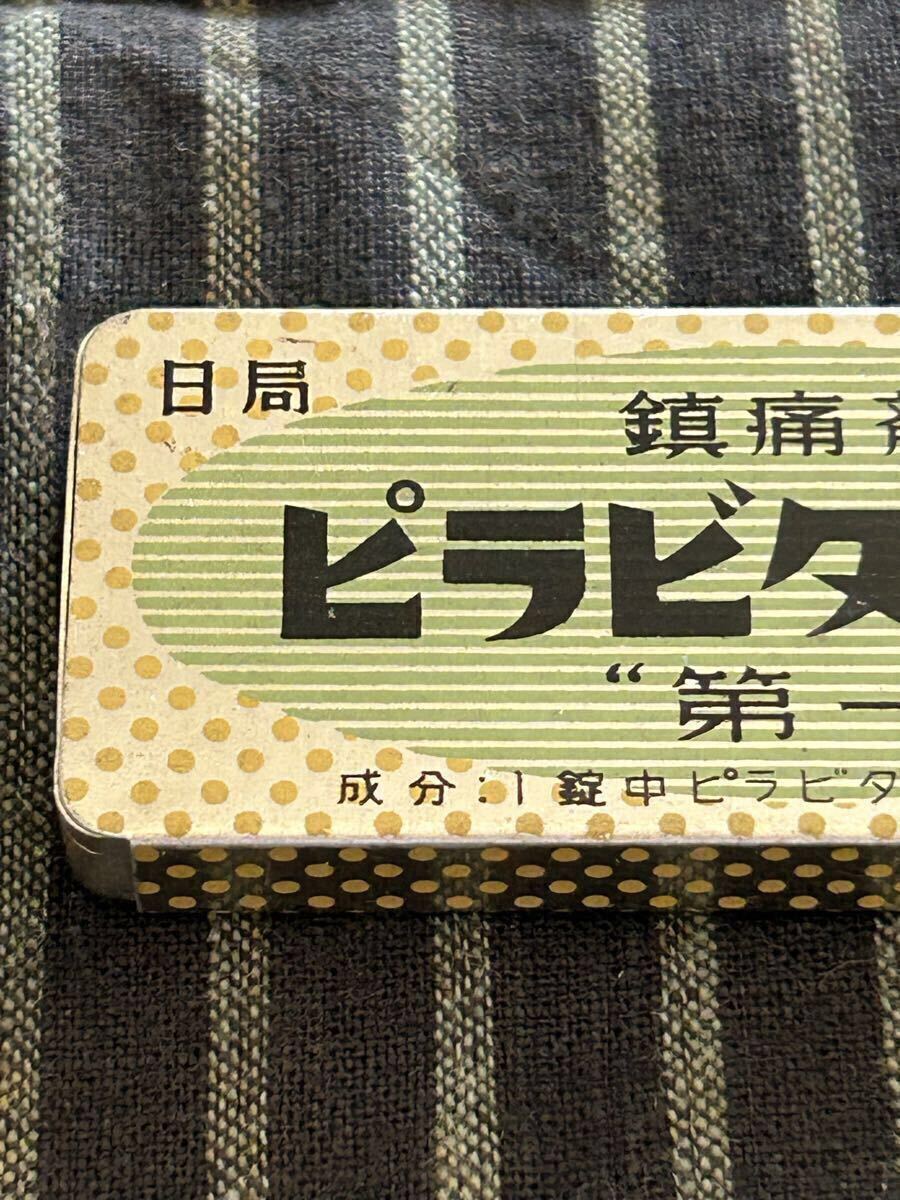 日局
鎮痛剤
ピラビタ
“第一
成分:1錠中ピラビタ